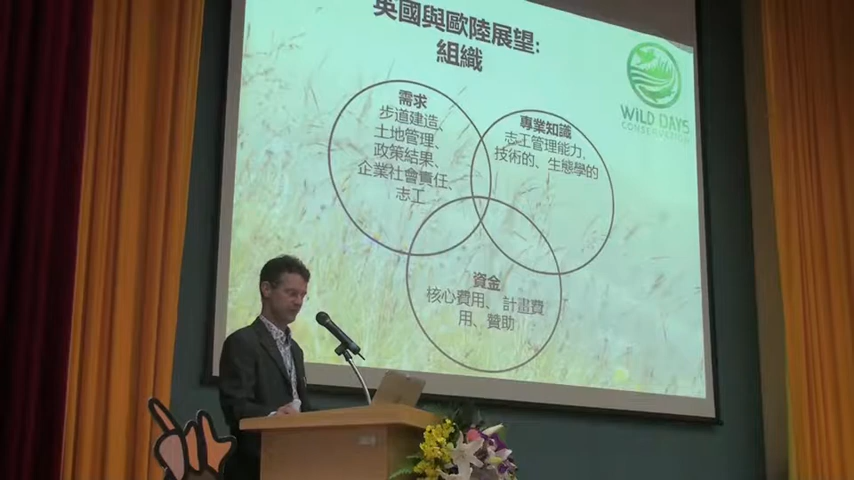 英國與歐陸展望:
組織
需求
步道建造、
土地管理、
政策結果、
企業社會責任、
志工
專業知識
志工管理能力、
技術的、生態學的
資金
核心費用、計畫費
用、贊助
WILD DAYS
CONSERVATION